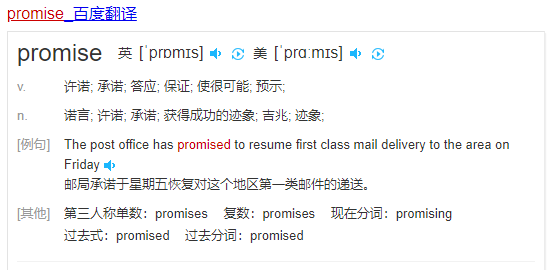 promise_百度翻译
promise 英 [ˈprɒmɪs] 美 [ˈprɑːmɪs]
v. 许诺; 承诺; 答应; 保证; 使很可能; 预示;
n. 诺言; 许诺; 承诺; 获得成功的迹象; 吉兆; 迹象;
[例句] The post office has promised to resume first class mail delivery to the area on
Friday
邮局承诺于星期五恢复对这个地区第一类邮件的递送。
[其他] 第三人称单数：promises 复数：promises 现在分词：promising
过去式：promised 过去分词：promised